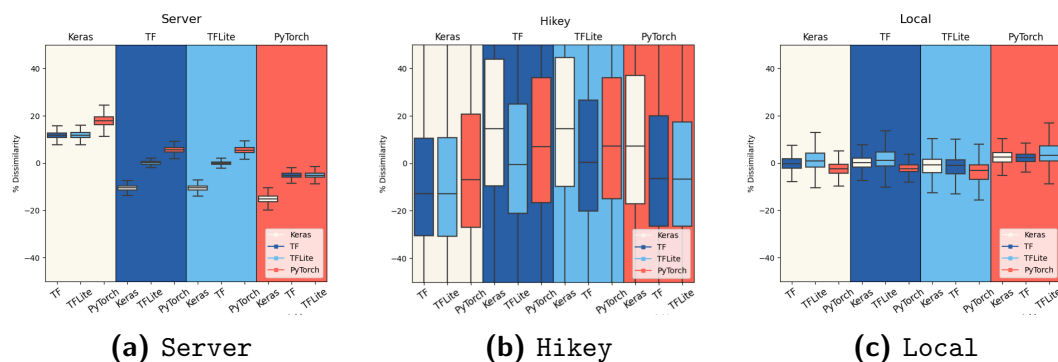 Server
Keras TF TFLite PyTorch
% Dissimilarity
40
20
0
−20
−40
Keras
TF
TFLite
PyTorch
TF TFLite PyTorch Keras TFLite PyTorch Keras TF PyTorch Keras TF TFLite
(a) Server
Hikey
Keras TF TFLite PyTorch
% Dissimilarity
40
20
0
−20
−40
Keras
TF
TFLite
PyTorch
TF TFLite PyTorch Keras TFLite PyTorch Keras TF PyTorch Keras TF TFLite
(b) Hikey
Local
Keras TF TFLite PyTorch
% Dissimilarity
40
20
0
−20
−40
Keras
TF
TFLite
PyTorch
TF TFLite PyTorch Keras TFLite PyTorch Keras TF PyTorch Keras TF TFLite
(c) Local